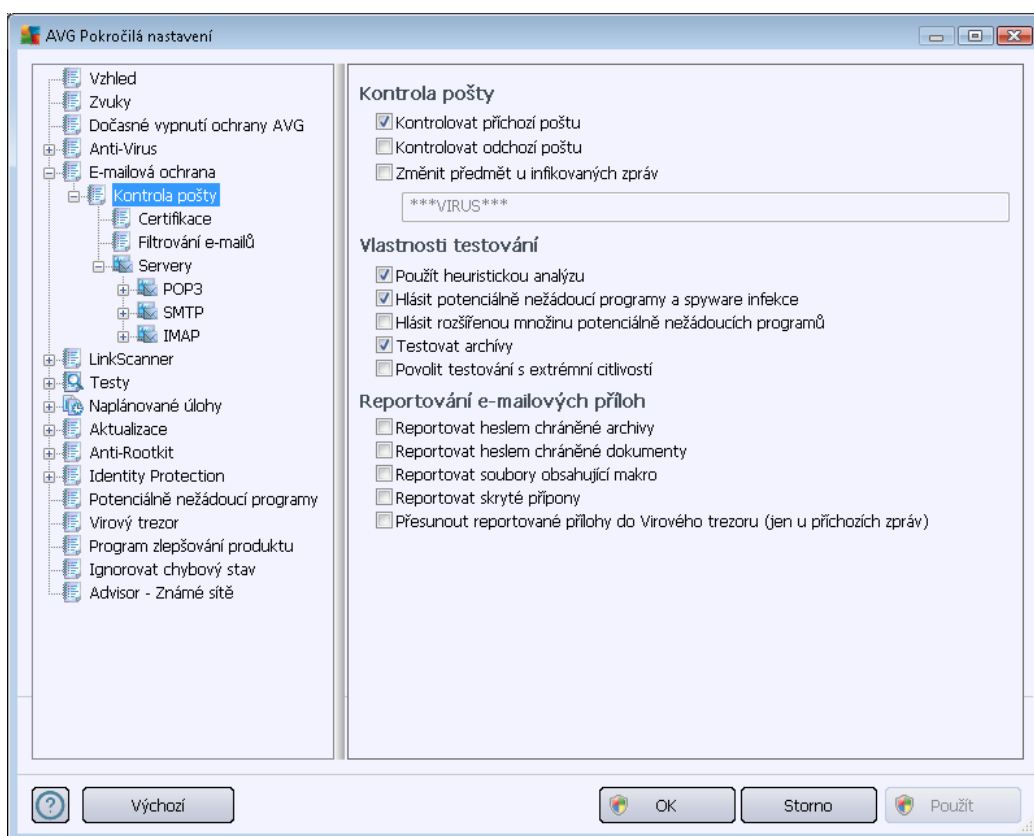 AVG Pokročilá nastavení
Vzhled
Zvuky
Dočasné vypnutí ochrany AVG
Anti-Virus
E-mailová ochrana
Kontrola pošty
Certifikace
Filtrování e-mailů
Servery
POP3
SMTP
IMAP
LinkScanner
Testy
Naplánované úlohy
Aktualizace
Anti-Rootkit
Identity Protection
Potenciálně nežádoucí programy
Virový trezor
Program zlepšování produktu
Ignorovat chybový stav
Advisor - Známé sítě
Kontrola pošty
Kontrolovat příchozí poštu
Kontrolovat odchozí poštu
Změnit předmět u infikovaných zpráv
***VIRUS***
Vlastnosti testování
Použít heuristickou analýzu
Hlásit potenciálně nežádoucí programy a spyware infekce
Hlásit rozšířenou množinu potenciálně nežádoucích programů
Testovat archívy
Povolit testování s extrémní citlivostí
Reportování e-mailových příloh
Reportovat heslem chráněné archivy
Reportovat heslem chráněné dokumenty
Reportovat soubory obsahující makro
Reportovat skryté přípony
Přesunout reportované přílohy do Virového trezoru (jen u příchozích zpráv)
Výchozí
OK
Storno
Použít